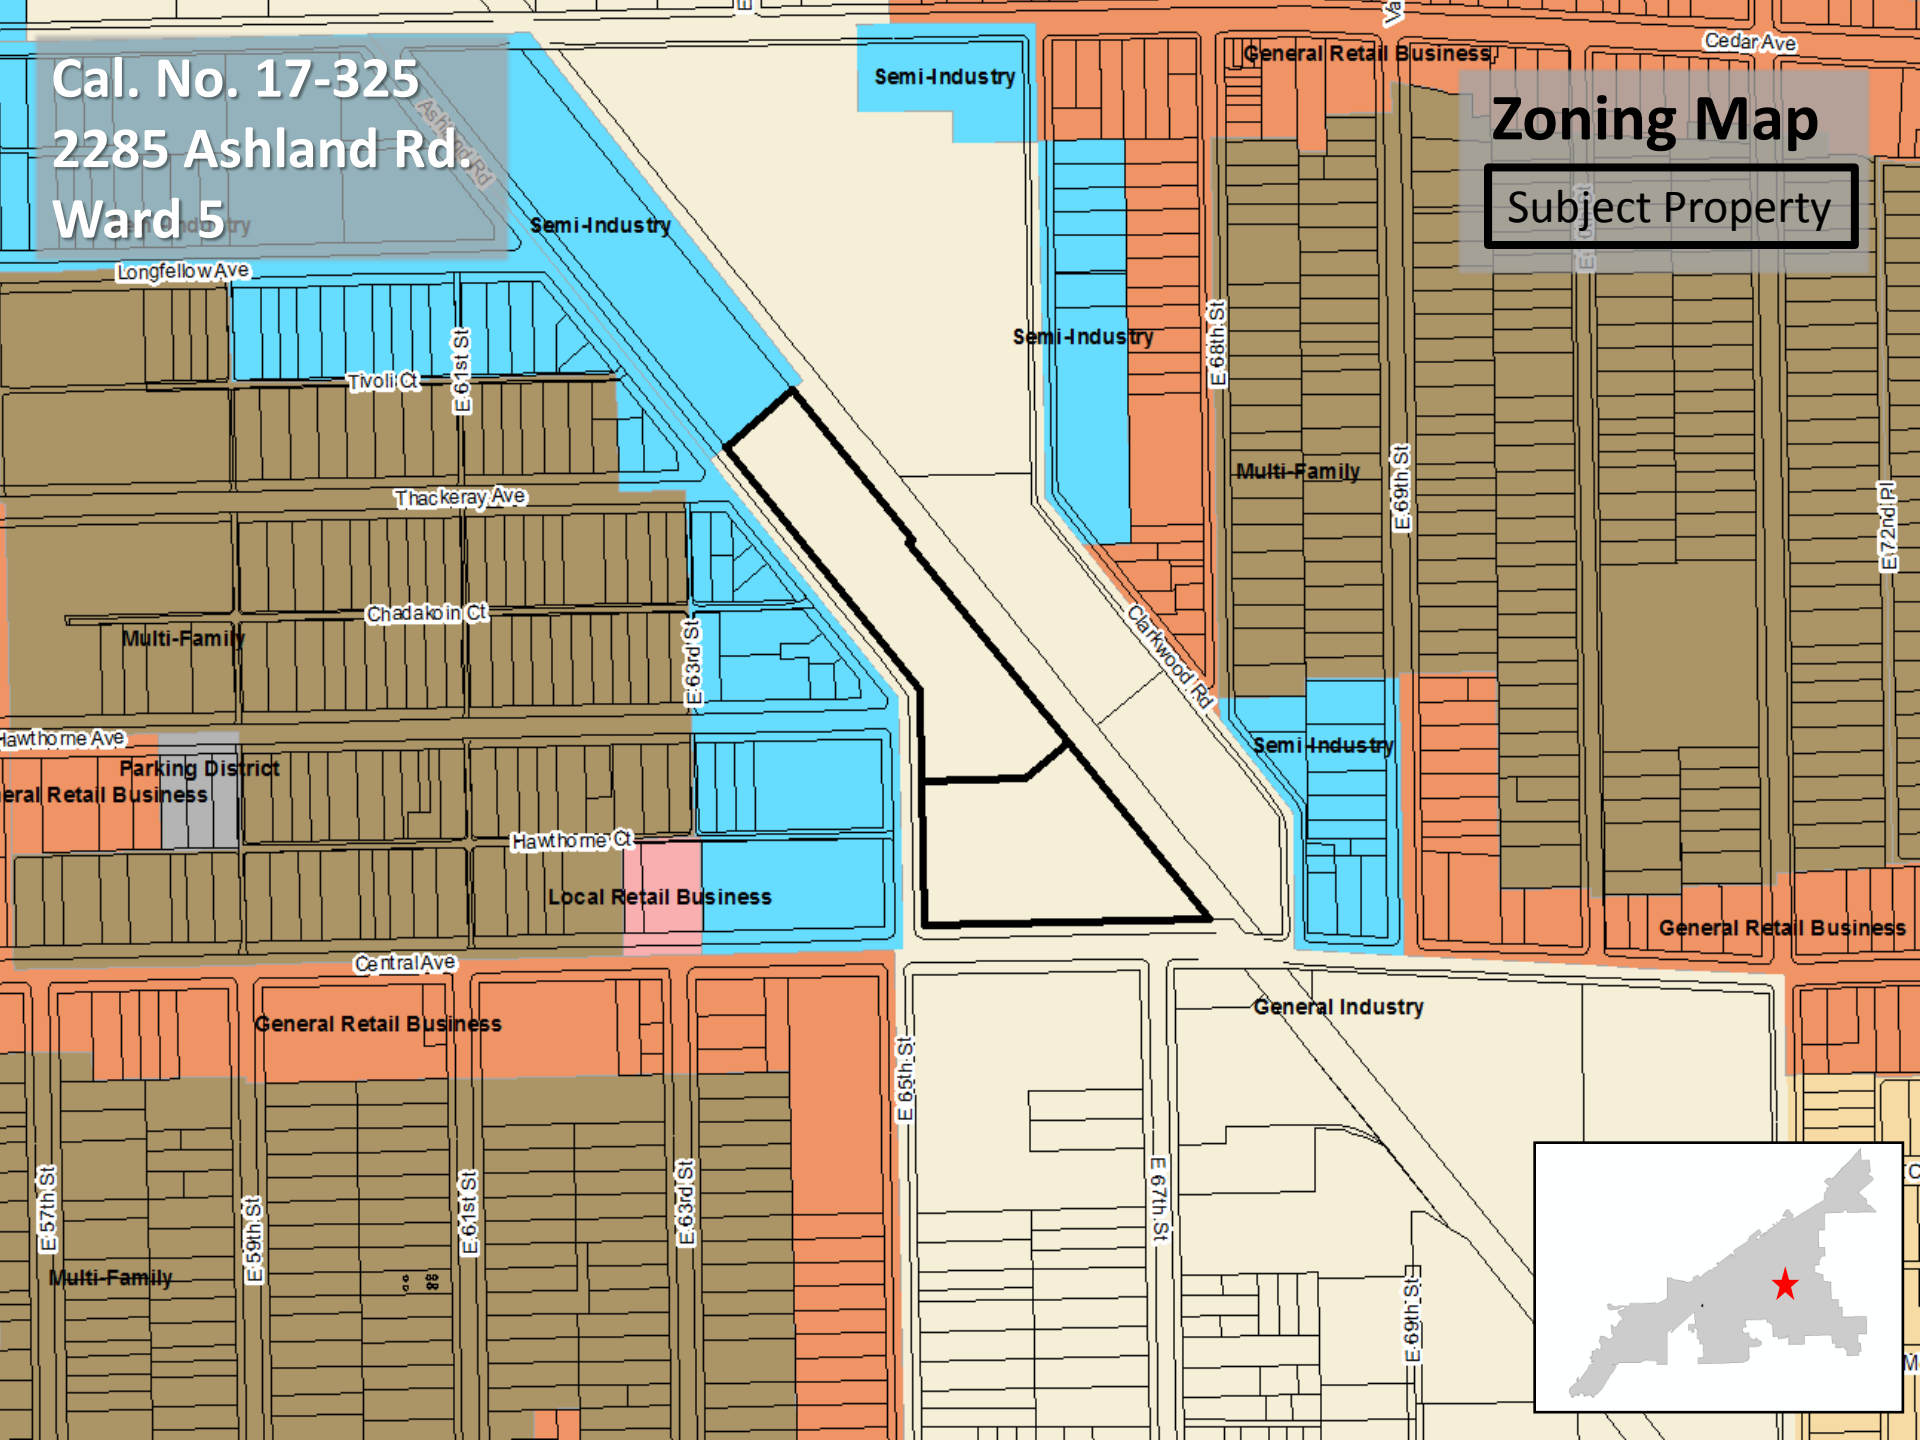 Cal. No. 17-325
2285 Ashland Rd.
Ward 5
Zoning Map
Subject Property
Cedar Ave
General Retail Business
Semi-Industry
Ashland Rd
Semi-Industry
Longfellow Ave
Semi-Industry
E 68th St
E 61st St
Tivoli Ct
Multi-Family
E 69th St
Thackeray Ave
E 72nd Pl
Chadakoin Ct
Multi-Family
E 63rd St
Clarkwood Rd
Hawthorne Ave
Semi-Industry
Parking District
eral Retail Business
Hawthorne Ct
Local Retail Business
General Retail Business
Central Ave
General Industry
General Retail Business
E 65th St
E 67th St
E 57th St
E 59th St
E 61st St
E 63rd St
Multi-Family
E 69th St